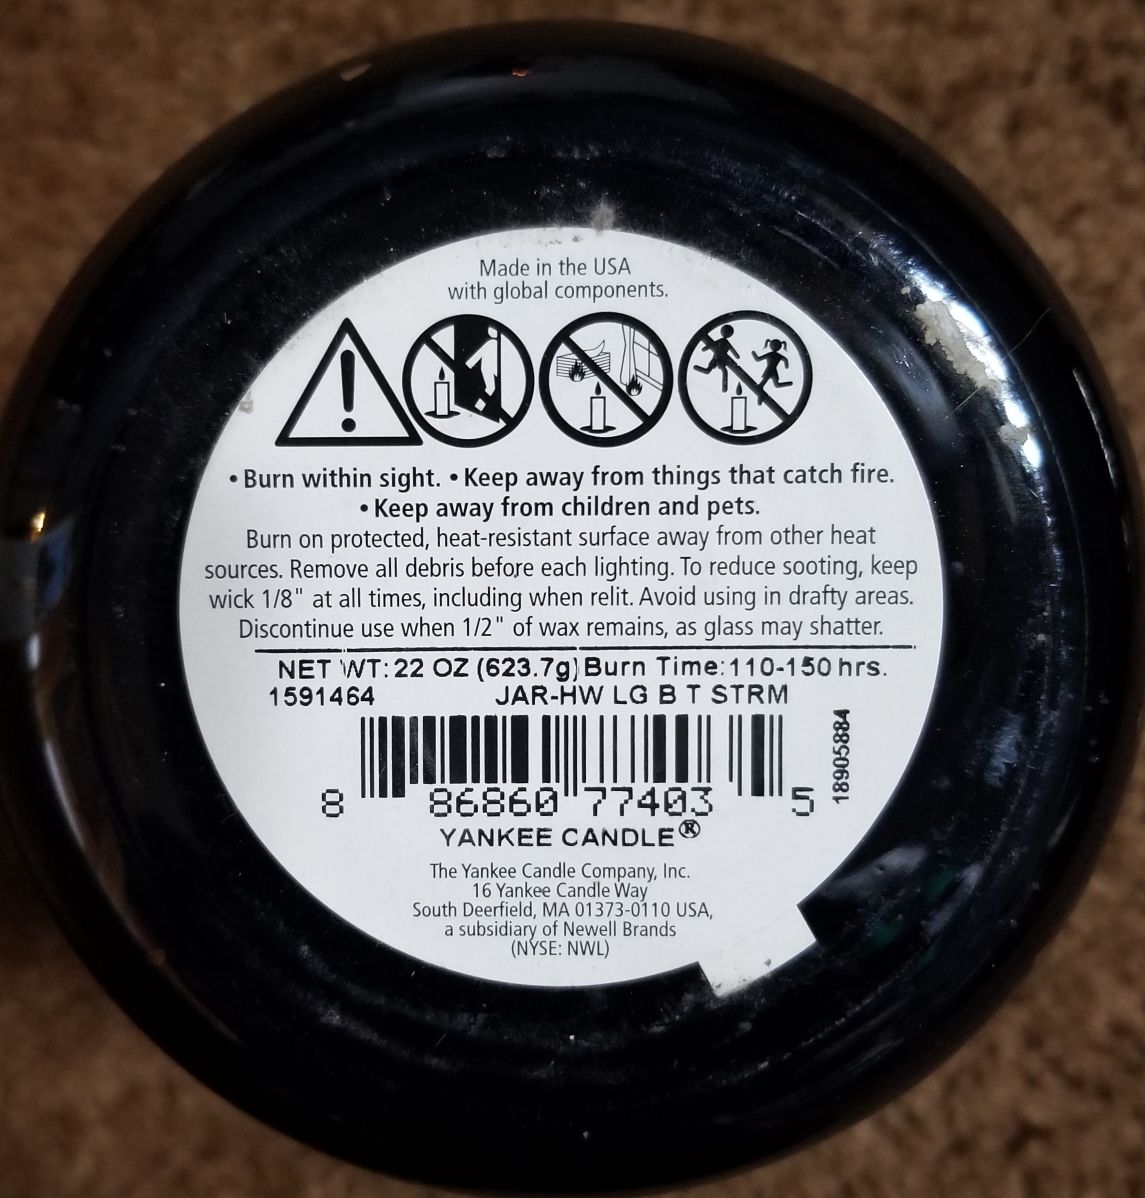 Made in the USA
with global components.
• Burn within sight. • Keep away from things that catch fire.
• Keep away from children and pets.
Burn on protected, heat-resistant surface away from other heat
sources. Remove all debris before each lighting. To reduce sooting, keep
wick 1/8" at all times, including when relit. Avoid using in drafty areas.
Discontinue use when 1/2" of wax remains, as glass may shatter.
NET WT: 22 OZ (623.7g) Burn Time: 110-150 hrs.
1591464 JAR-HW LG B T STRM
18905884
8 86860 77403 5
YANKEE CANDLE®
The Yankee Candle Company, Inc.
16 Yankee Candle Way
South Deerfield, MA 01373-0110 USA,
a subsidiary of Newell Brands
(NYSE: NWL)